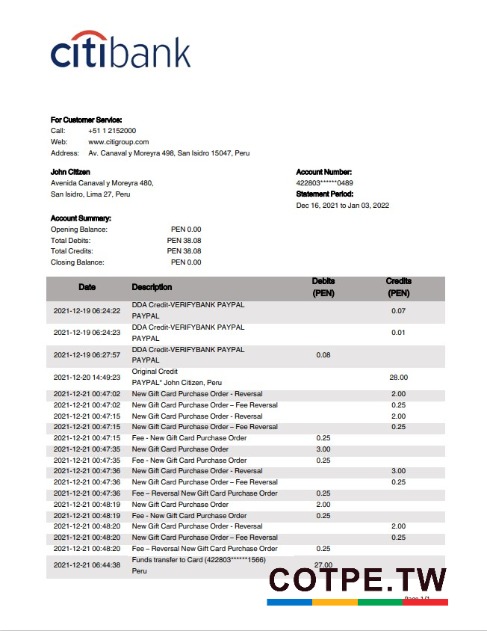 citibank
For Customer Service:
Call: +51 1 2152000
Web: www.citigroup.com
Address: Av. Canaval y Moreyra 498, San Isidro 15047, Peru
John Citizen
Avenida Canaval y Moreyra 480,
San Isidro, Lima 27, Peru
Account Number:
422803******0489
Statement Period:
Dec 16, 2021 to Jan 03, 2022
Account Summary:
Opening Balance: PEN 0.00
Total Debits: PEN 38.08
Total Credits: PEN 38.08
Closing Balance: PEN 0.00
Date Description Debits (PEN) Credits (PEN)
2021-12-19 06:24:22 DDA Credit-VERIFYBANK PAYPAL PAYPAL 0.07
2021-12-19 06:24:23 DDA Credit-VERIFYBANK PAYPAL PAYPAL 0.01
2021-12-19 06:27:57 DDA Credit-VERIFYBANK PAYPAL PAYPAL 0.08
2021-12-20 14:49:23 Original Credit PAYPAL* John Citizen, Peru 28.00
2021-12-21 00:47:02 New Gift Card Purchase Order - Reversal 2.00
2021-12-21 00:47:02 New Gift Card Purchase Order – Fee Reversal 0.25
2021-12-21 00:47:15 New Gift Card Purchase Order - Reversal 2.00
2021-12-21 00:47:15 New Gift Card Purchase Order – Fee Reversal 0.25
2021-12-21 00:47:15 Fee - New Gift Card Purchase Order 0.25
2021-12-21 00:47:35 New Gift Card Purchase Order 3.00
2021-12-21 00:47:35 Fee - New Gift Card Purchase Order 0.25
2021-12-21 00:47:36 New Gift Card Purchase Order - Reversal 3.00
2021-12-21 00:47:36 New Gift Card Purchase Order – Fee Reversal 0.25
2021-12-21 00:47:36 Fee – Reversal New Gift Card Purchase Order 0.25
2021-12-21 00:48:19 New Gift Card Purchase Order 2.00
2021-12-21 00:48:19 Fee - New Gift Card Purchase Order 0.25
2021-12-21 00:48:20 New Gift Card Purchase Order - Reversal 2.00
2021-12-21 00:48:20 New Gift Card Purchase Order – Fee Reversal 0.25
2021-12-21 00:48:20 Fee – Reversal New Gift Card Purchase Order 0.25
2021-12-21 06:44:38 Funds transfer to Card (422803******1566) Peru 27.00
COTPE.TW